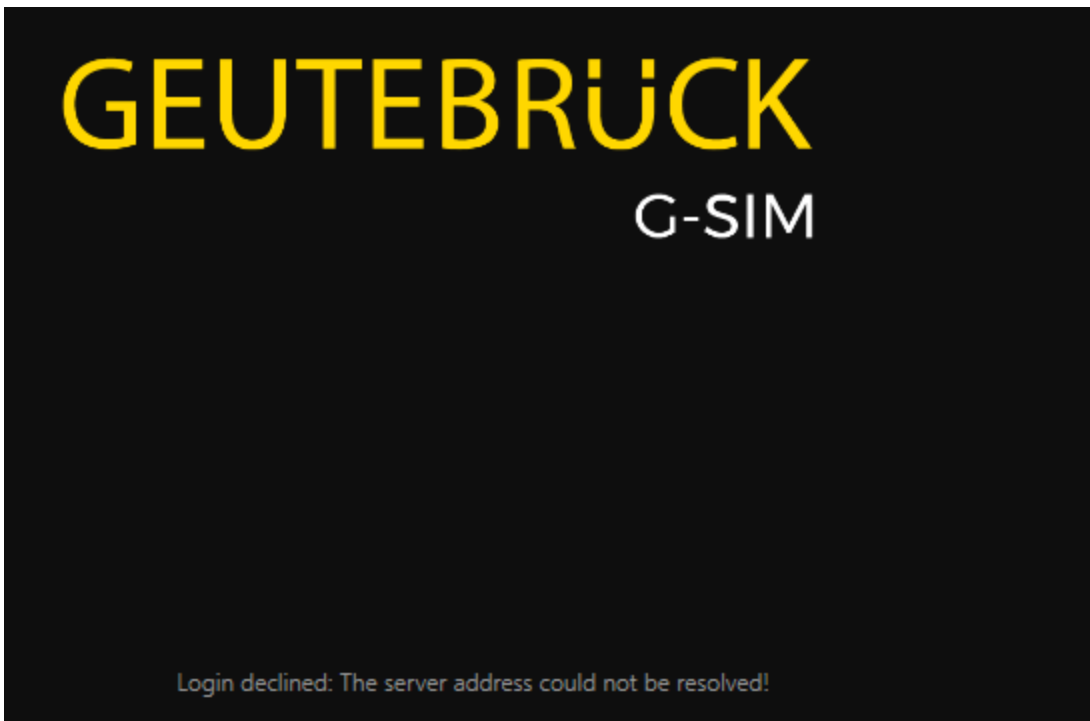 GEUTEBRÜCK
G-SIM
Login declined: The server address could not be resolved!